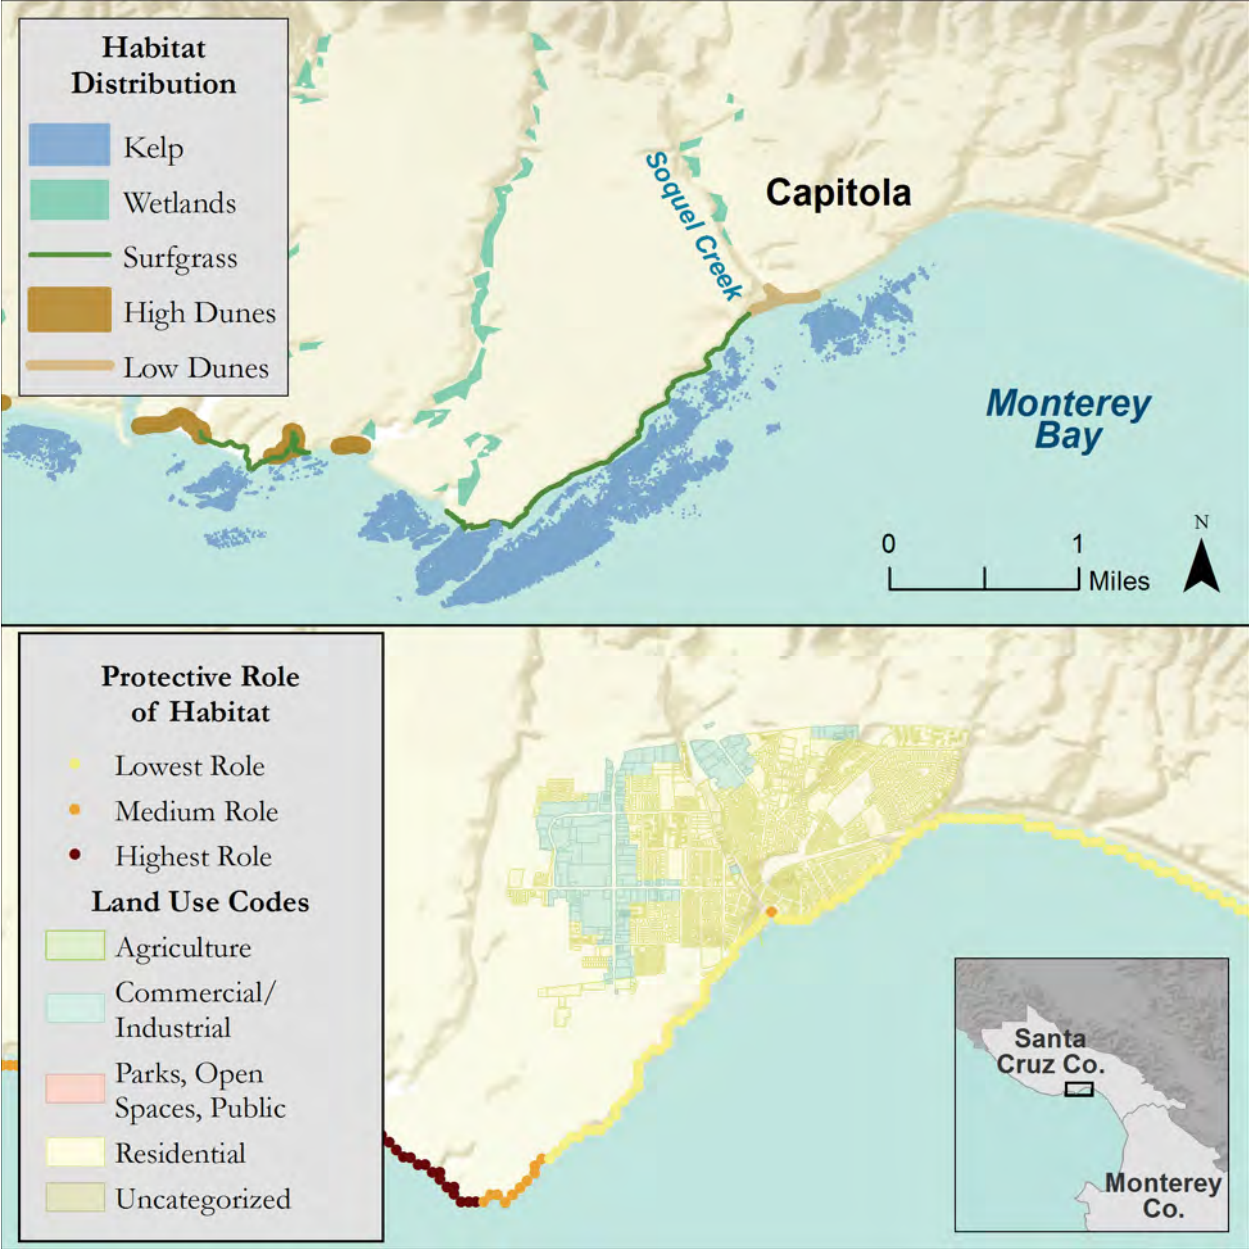 Habitat
Distribution
Kelp
Wetlands
Surfgrass
High Dunes
Low Dunes
Soquel Creek
Capitola
Monterey
Bay
0 1
Miles
N
Protective Role
of Habitat
Lowest Role
Medium Role
Highest Role
Land Use Codes
Agriculture
Commercial/
Industrial
Parks, Open
Spaces, Public
Residential
Uncategorized
Santa
Cruz Co.
Monterey
Co.